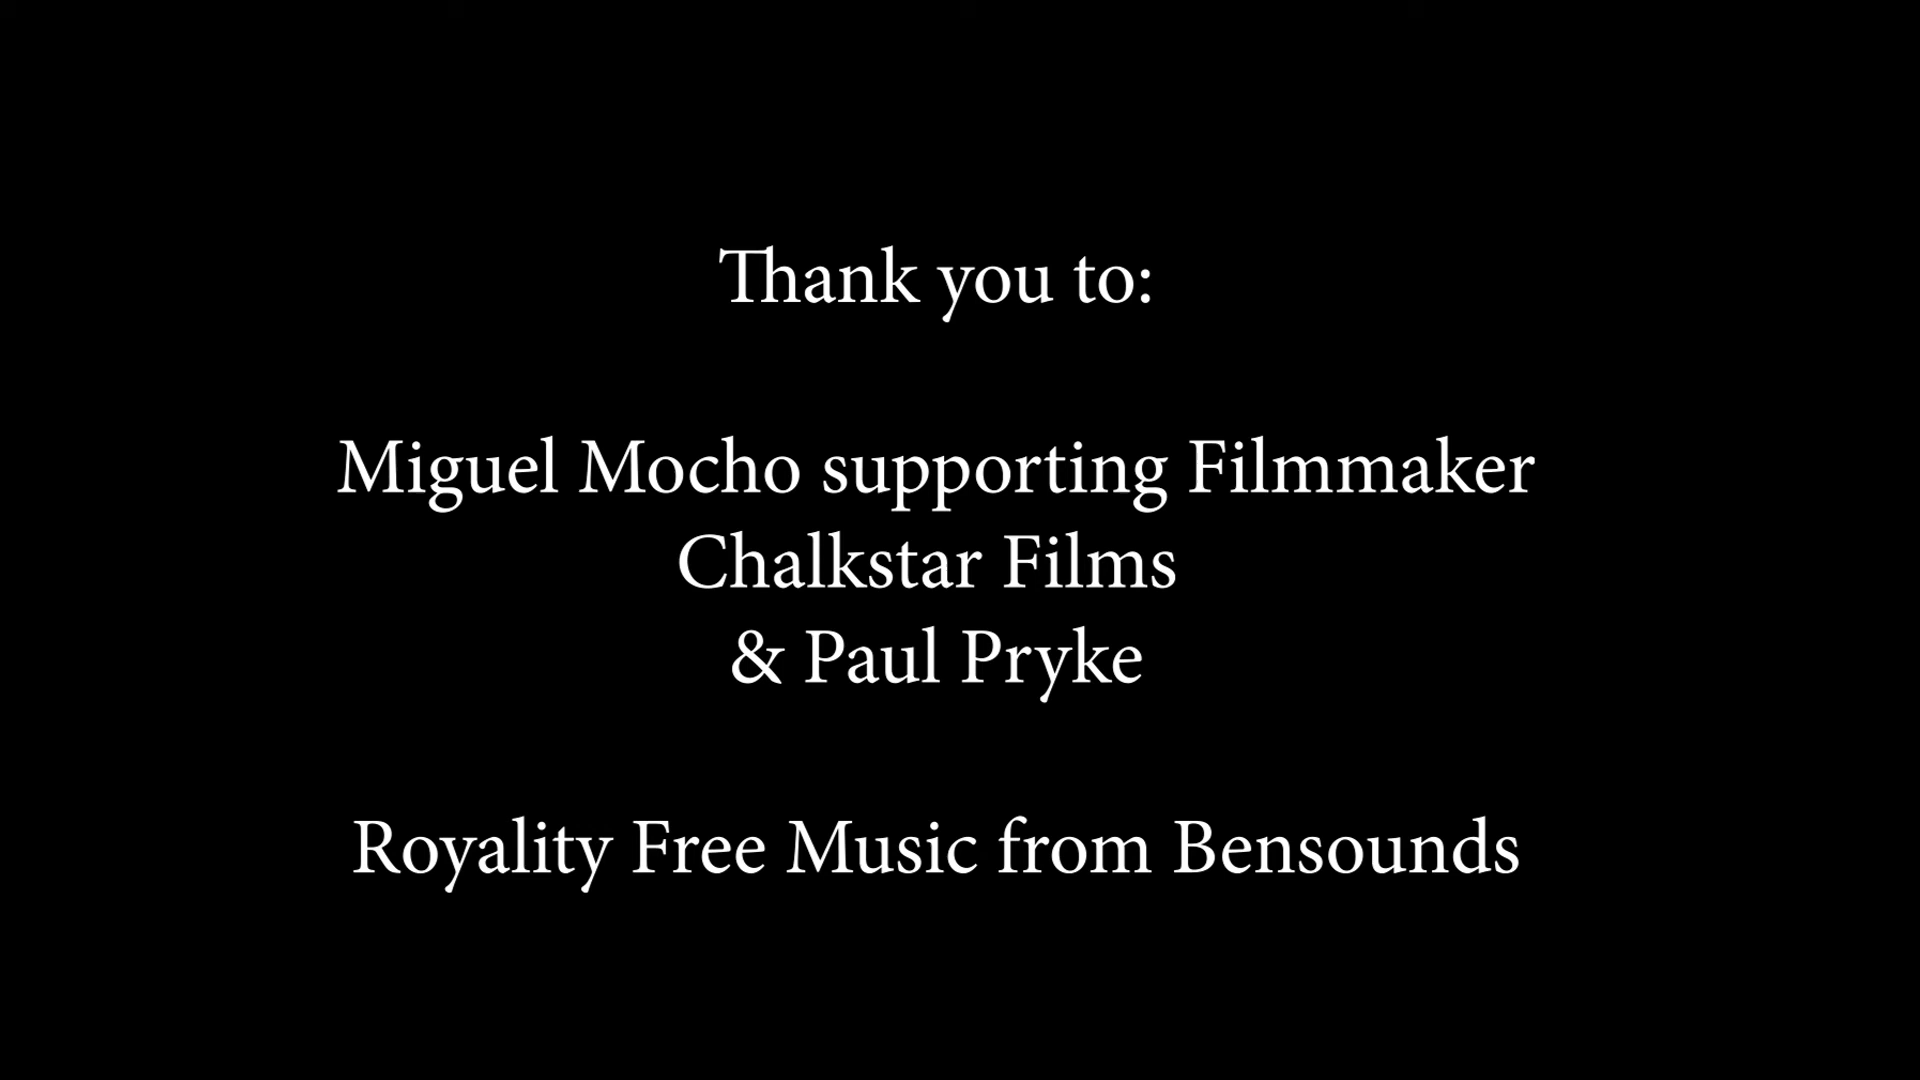 Thank you to:
Miguel Mocho supporting Filmmaker
Chalkstar Films
& Paul Pryke
Royality Free Music from Bensounds